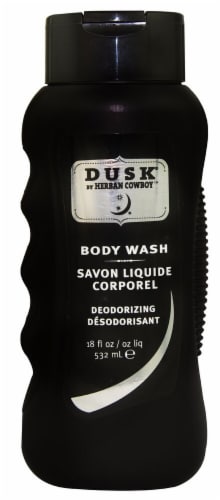 DUSK
BY HERBAN COWBOY
BODY WASH
SAVON LIQUIDE
CORPOREL
DEODORIZING
DÉSODORISANT
18 fl oz / oz liq
532 mL e